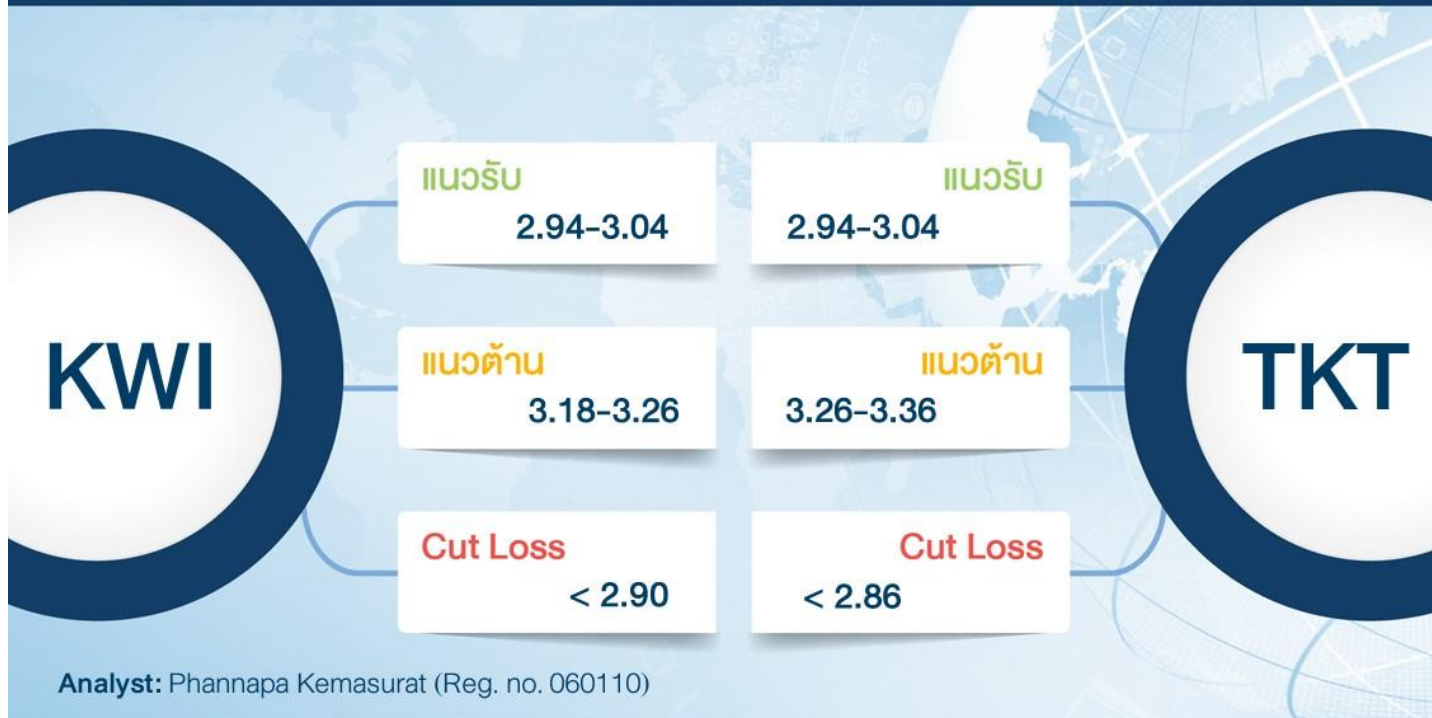 KWI
แนวรับ
2.94-3.04
แนวต้าน
3.18-3.26
Cut Loss
< 2.90
แนวรับ
2.94-3.04
แนวต้าน
3.26-3.36
Cut Loss
< 2.86
TKT
Analyst: Phannapa Kemasurat (Reg. no. 060110)